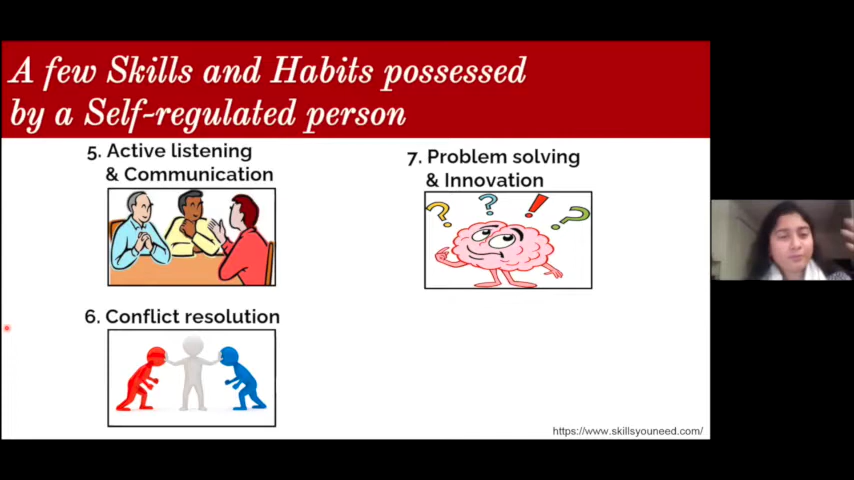 A few Skills and Habits possessed
by a Self-regulated person
5. Active listening
& Communication
6. Conflict resolution
7. Problem solving
& Innovation
? ? ! ?
https://www.skillsyouneed.com/